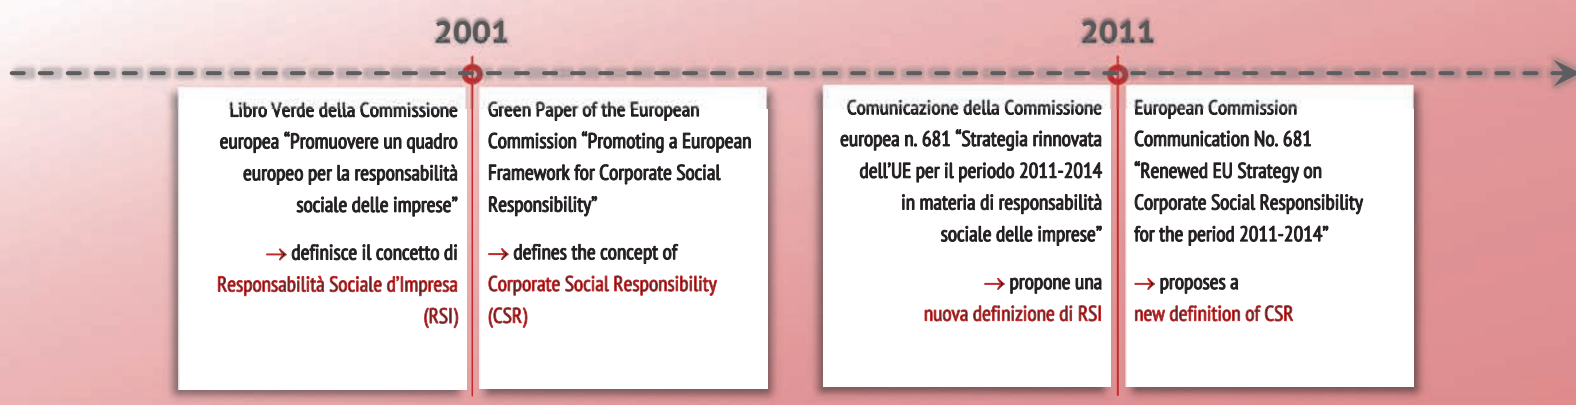 2001
Libro Verde della Commissione
europea “Promuovere un quadro
europeo per la responsabilità
sociale delle imprese”
→ definisce il concetto di
Responsabilità Sociale d’Impresa
(RSI)
Green Paper of the European
Commission “Promoting a European
Framework for Corporate Social
Responsibility”
→ defines the concept of
Corporate Social Responsibility
(CSR)
2011
Comunicazione della Commissione
europea n. 681 “Strategia rinnovata
dell’UE per il periodo 2011-2014
in materia di responsabilità
sociale delle imprese”
→ propone una
nuova definizione di RSI
European Commission
Communication No. 681
“Renewed EU Strategy on
Corporate Social Responsibility
for the period 2011-2014”
→ proposes a
new definition of CSR